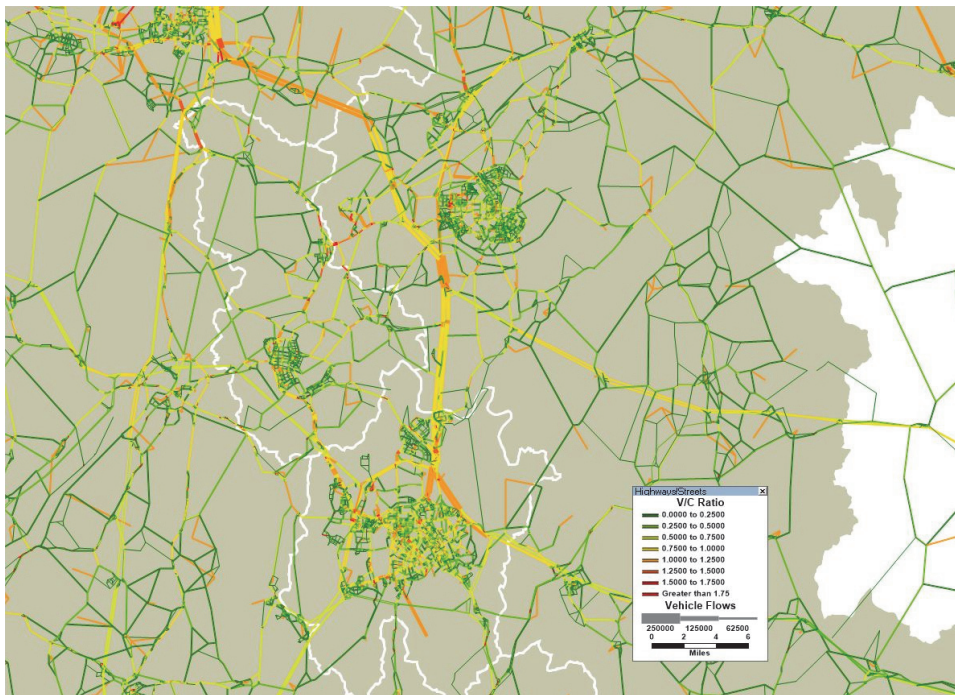 Highways/Streets
V/C Ratio
0.0000 to 0.2500
0.2500 to 0.5000
0.5000 to 0.7500
0.7500 to 1.0000
1.0000 to 1.2500
1.2500 to 1.5000
1.5000 to 1.7500
Greater than 1.75
Vehicle Flows
250000 125000 62500
0 2 4 6
Miles